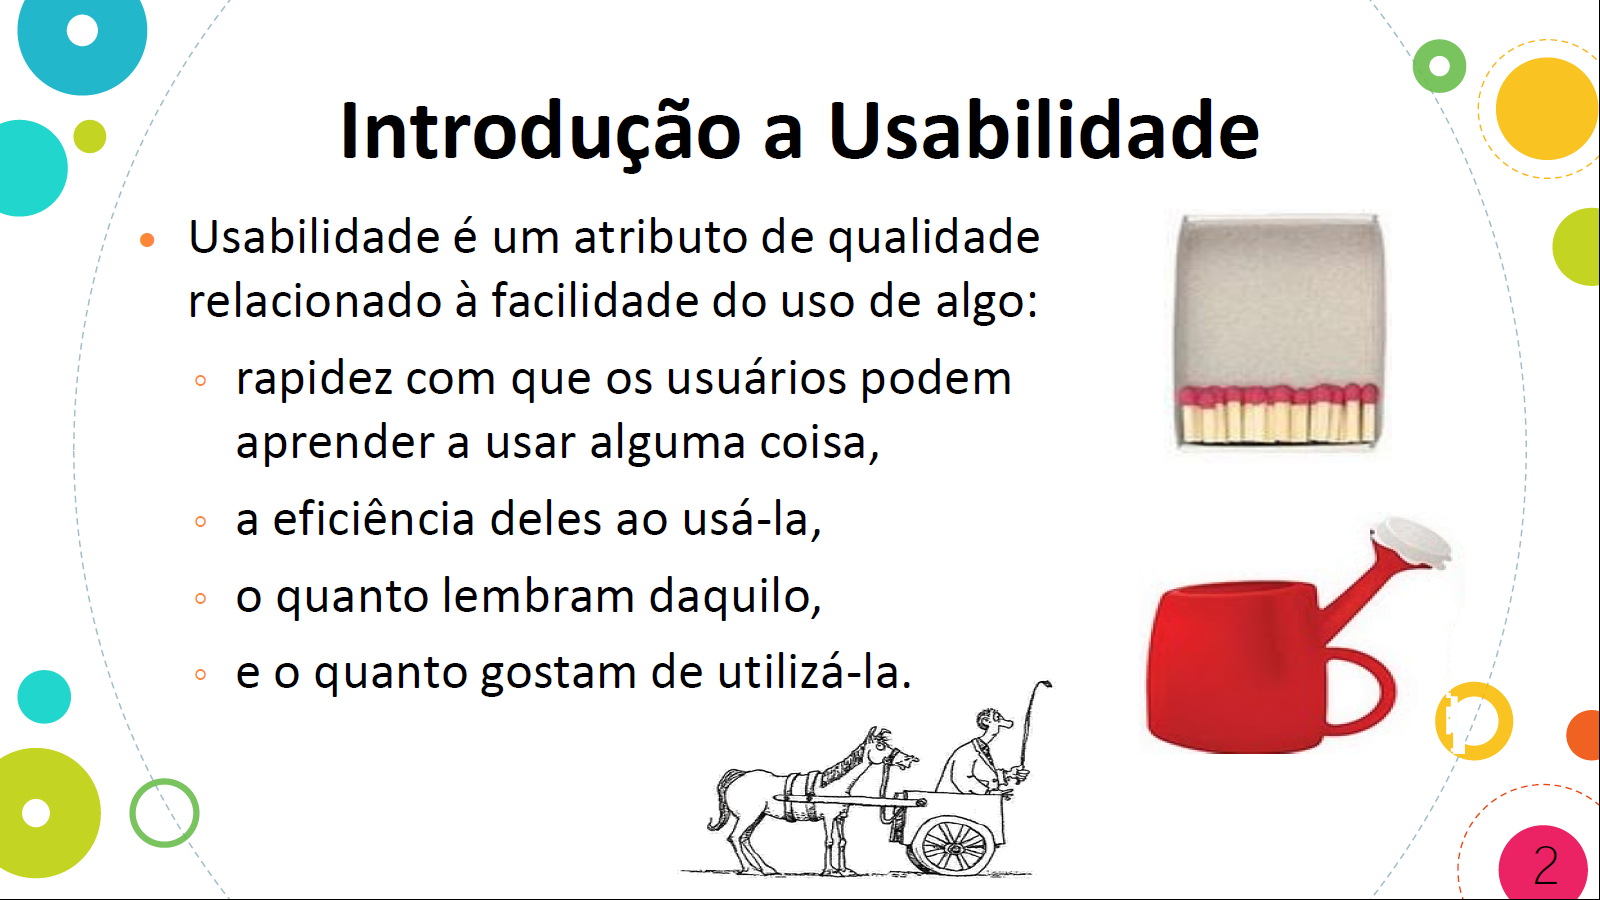 Introdução a Usabilidade
Usabilidade é um atributo de qualidade
relacionado à facilidade do uso de algo:
rapidez com que os usuários podem
aprender a usar alguma coisa,
a eficiência deles ao usá-la,
o quanto lembram daquilo,
e o quanto gostam de utilizá-la.
2